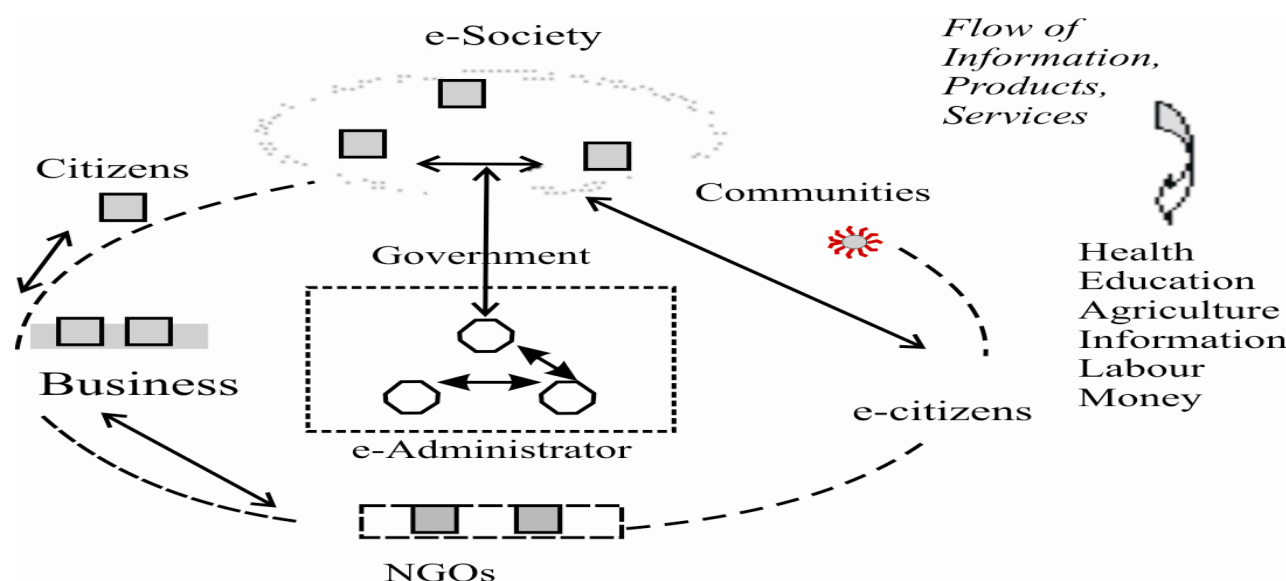 e-Society
Flow of
Information,
Products,
Services
Citizens
Communities
Government
Health
Education
Agriculture
Information
Labour
Money
Business
e-citizens
e-Administrator
NGOs